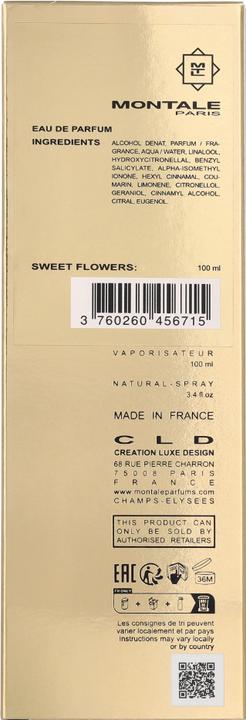 MONTALE
PARIS
EAU DE PARFUM
INGREDIENTS
ALCOHOL DENAT, PARFUM / FRA-
GRANCE, AQUA / WATER, LINALOOL,
HYDROXYCITRONELLAL, BENZYL
SALICYLATE, ALPHA-ISOMETHYL
IONONE, HEXYL CINNAMAL, COU-
MARIN, LIMONENE, CITRONELLOL,
GERANIOL, CINNAMYL ALCOHOL,
CITRAL, EUGENOL.
SWEET FLOWERS: 100 ml
3 760260 456715
VAPORISATEUR
100 ml
NATURAL-SPRAY
3.4 fl oz
MADE IN FRANCE
CLD
CREATION LUXE DESIGN
68 RUE PIERRE CHARRON
75008 PARIS
FRANCE
www.montaleparfums.com
CHAMPS-ELYSEES
THIS PRODUCT CAN
ONLY BE SOLD BY
AUTHORISED RETAILERS
EAC 36M
FR ONLY
Les consignes de tri peuvent
varier localement et par pays
Instructions may vary locally
or by country